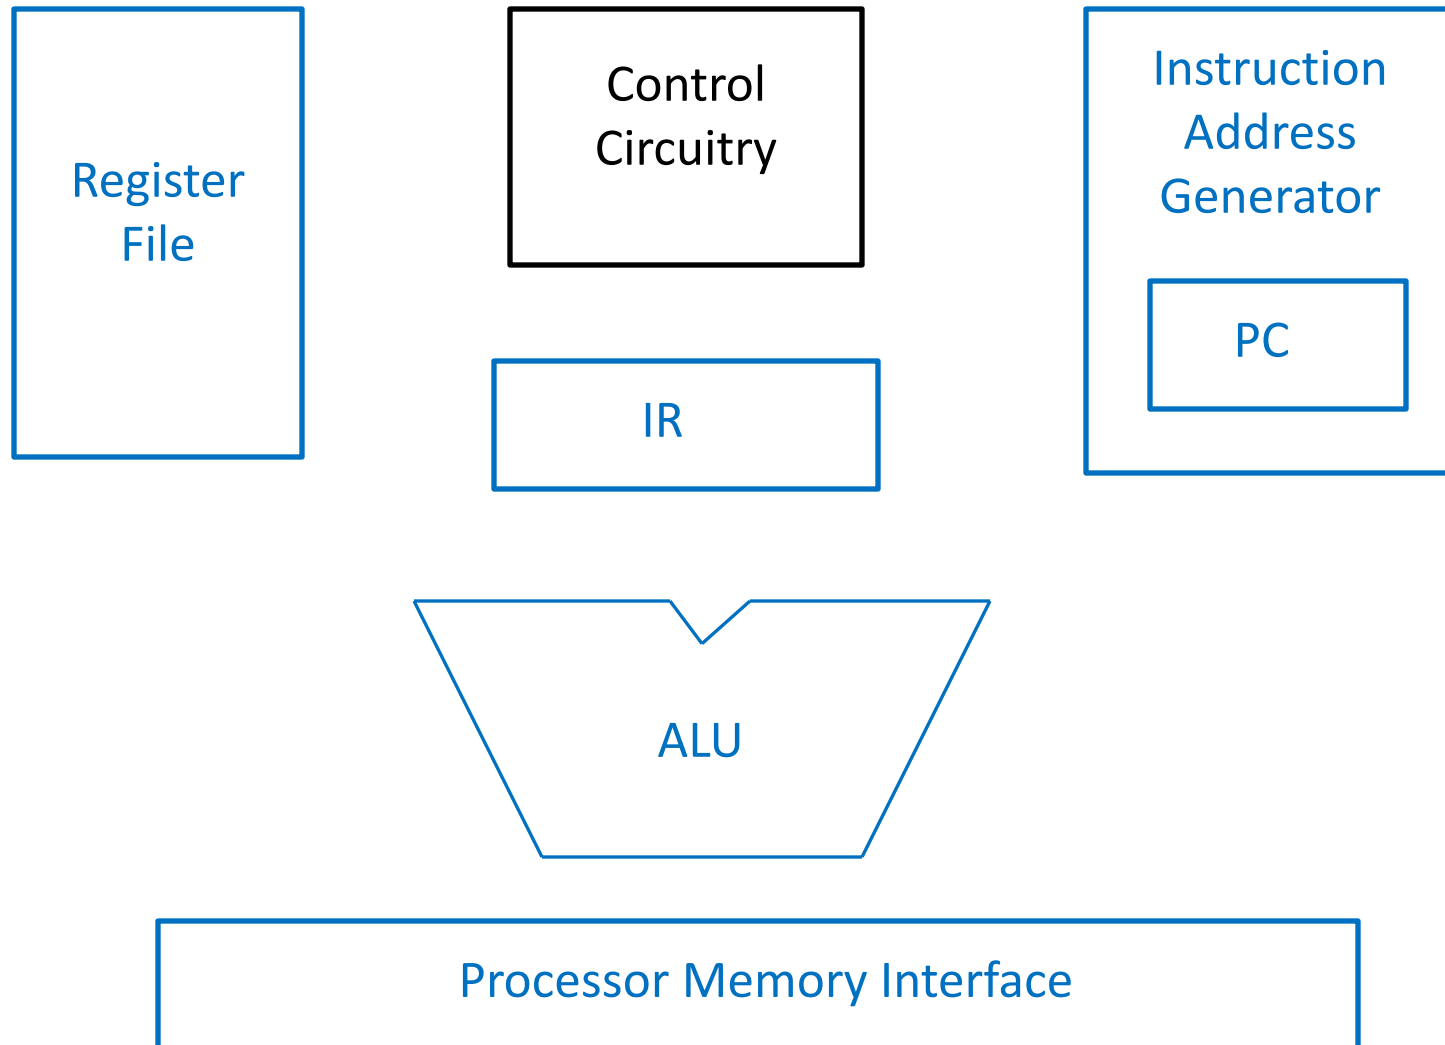 Register
File
Control
Circuitry
Instruction
Address
Generator
PC
IR
ALU
Processor Memory Interface